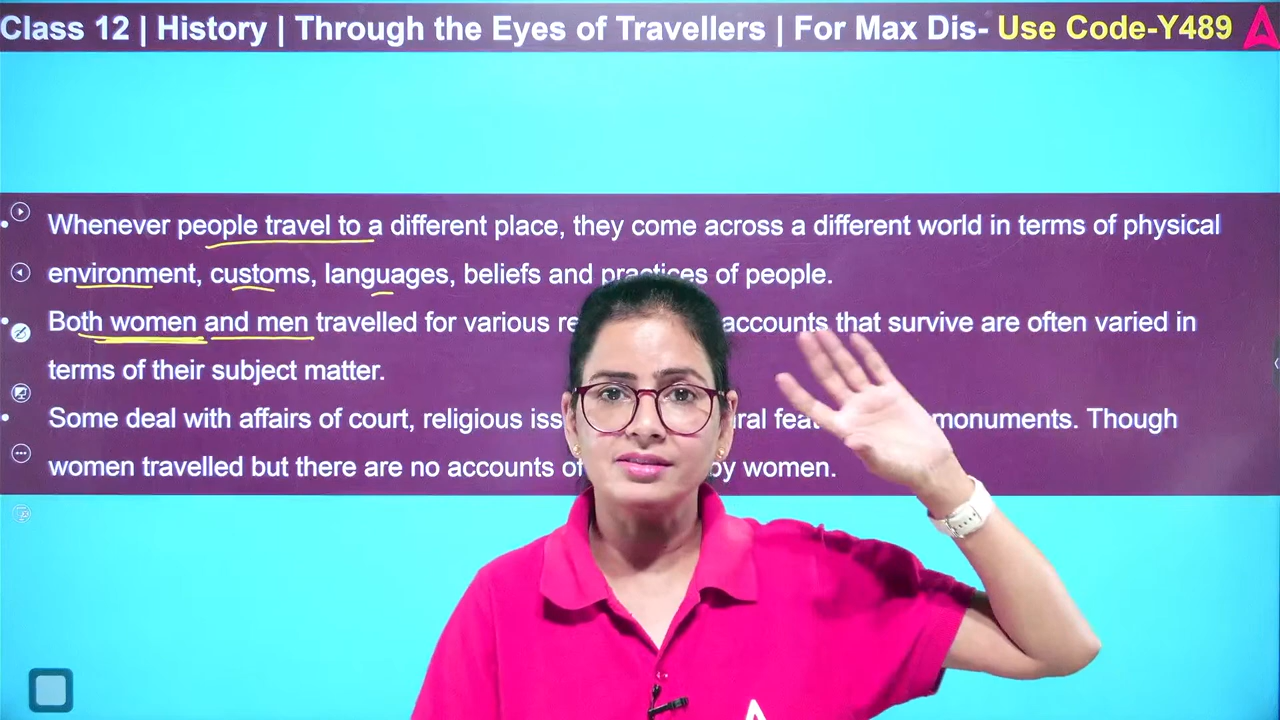 Class 12 | History | Through the Eyes of Travellers | For Max Dis- Use Code-Y489
• Whenever people travel to a different place, they come across a different world in terms of physical
environment, customs, languages, beliefs and practices of people.
• Both women and men travelled for various re accounts that survive are often varied in
terms of their subject matter.
• Some deal with affairs of court, religious iss ral feat monuments. Though
women travelled but there are no accounts of by women.